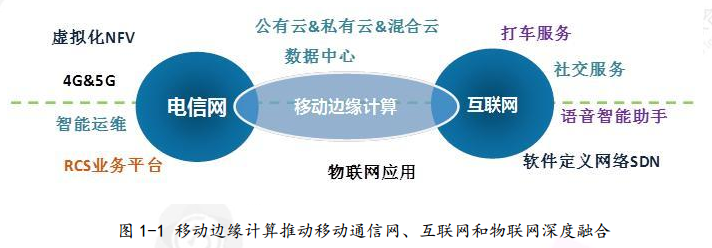 虚拟化NFV
4G&5G
智能运维
RCS业务平台
电信网
公有云&私有云&混合云
数据中心
移动边缘计算
物联网应用
互联网
打车服务
社交服务
语音智能助手
软件定义网络SDN
图 1-1 移动边缘计算推动移动通信网、互联网和物联网深度融合